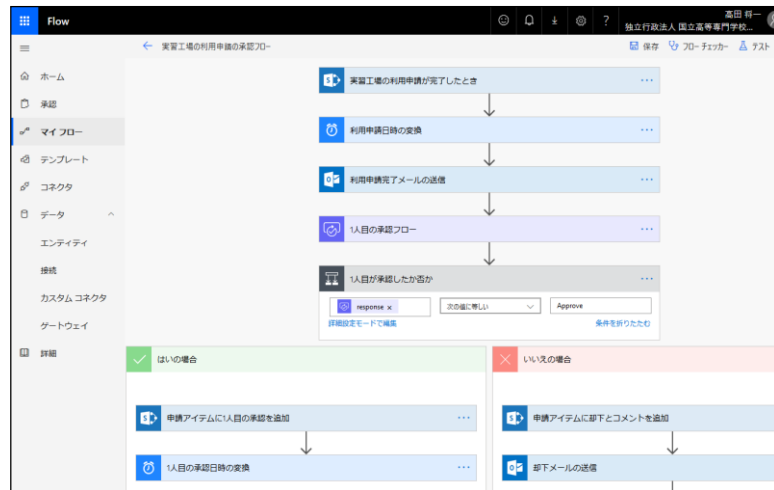 Flow
高田 将一
独立行政法人 国立高等専門学校...
実習工場の利用申請の承認フロー
保存
フロー チェッカー
テスト
ホーム
承認
マイ フロー
テンプレート
コネクタ
データ
エンティティ
接続
カスタム コネクタ
ゲートウェイ
詳細
実習工場の利用申請が完了したとき
利用申請日時の変換
利用申請完了メールの送信
1人目の承認フロー
1人目が承認したか否か
response x
次の値に等しい
Approve
詳細設定モードで編集
条件を折りたたむ
はいの場合
いいえの場合
申請アイテムに1人目の承認を追加
1人目の承認日時の変換
申請アイテムに却下とコメントを追加
却下メールの送信